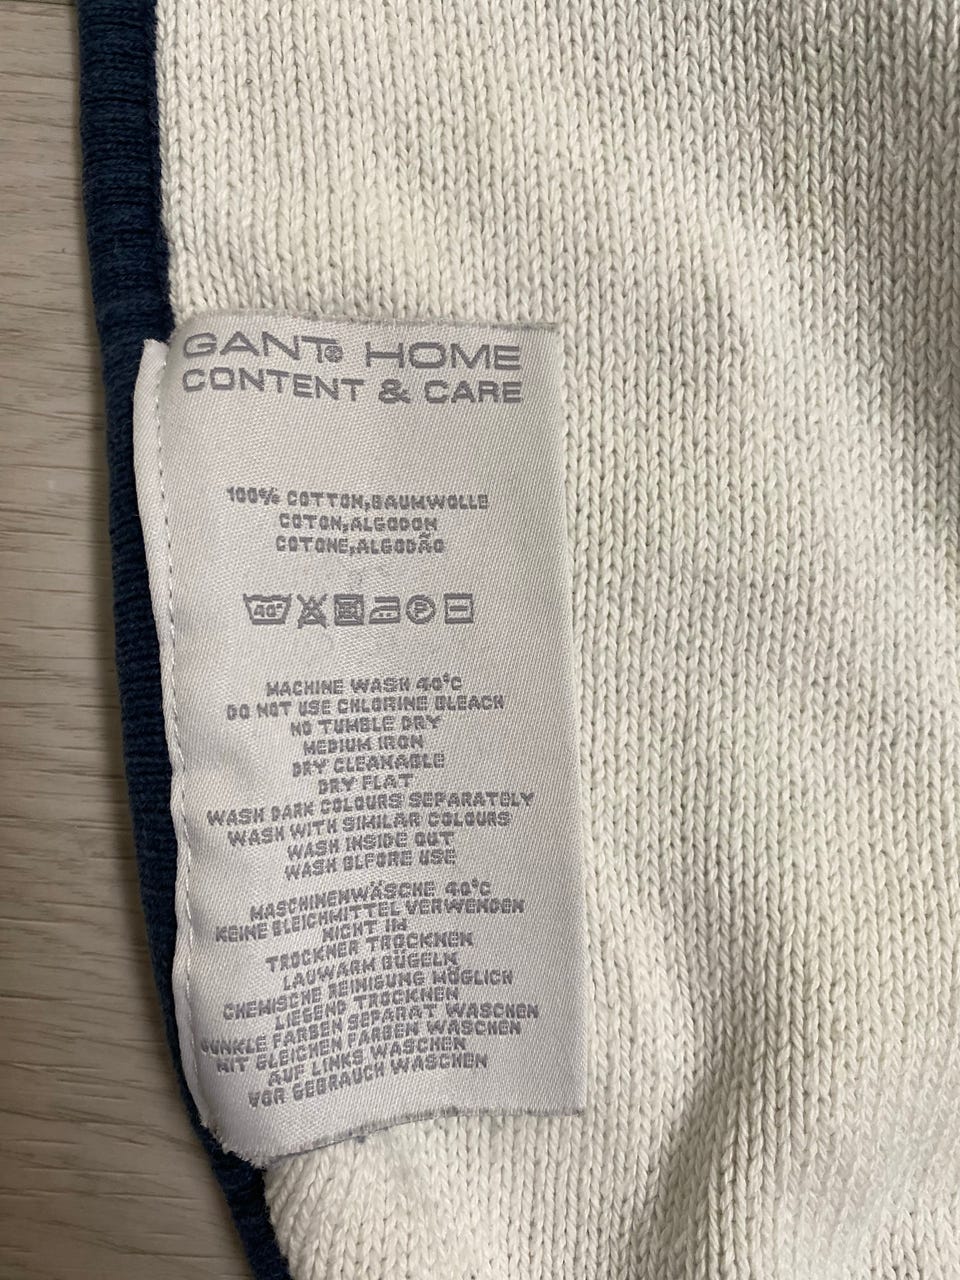 GANT® HOME
CONTENT & CARE
100% COTTON,BAUMWOLLE
COTON,ALGODON
COTONE,ALGODÃO
40° P
MACHINE WASH 40°C
DO NOT USE CHLORINE BLEACH
NO TUMBLE DRY
MEDIUM IRON
DRY CLEANABLE
DRY FLAT
WASH DARK COLOURS SEPARATELY
WASH WITH SIMILAR COLOURS
WASH INSIDE OUT
WASH BEFORE USE
MASCHINENWÄSCHE 40°C
KEINE BLEICHMITTEL VERWENDEN
NICHT IM
TROCKNER TROCKNEN
LAUWARM BÜGELN
CHEMISCHE REINIGUNG MÖGLICH
LIEGEND TROCKNEN
DUNKLE FARBEN SEPARAT WASCHEN
MIT GLEICHEN FARBEN WASCHEN
AUF LINKS WASCHEN
VOR GEBRAUCH WASCHEN